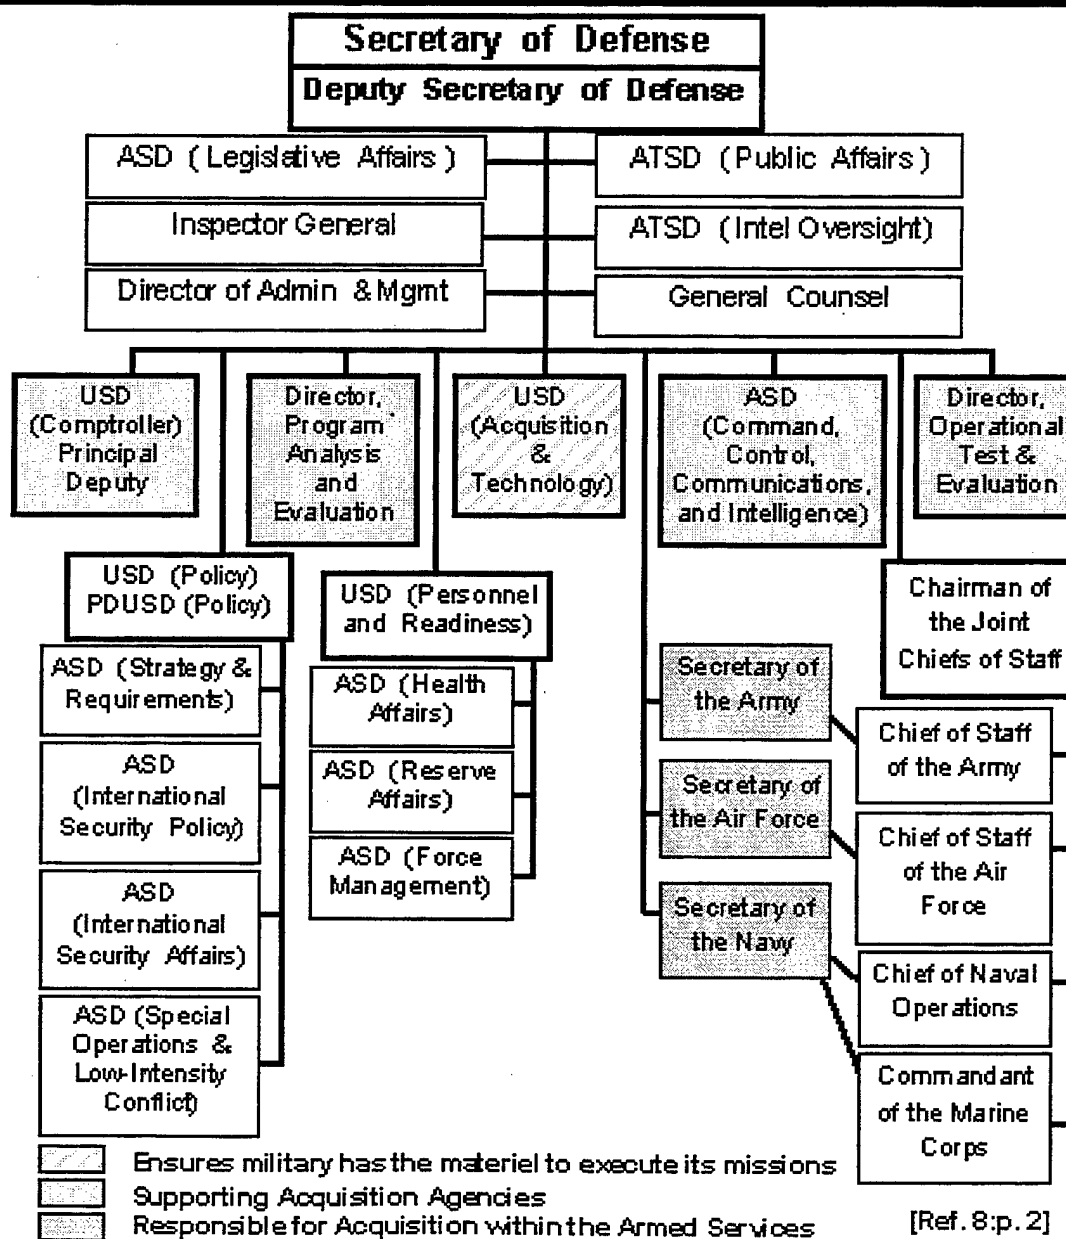 Secretary of Defense
Deputy Secretary of Defense
ASD (Legislative Affairs)
ATSD (Public Affairs)
Inspector General
ATSD (Intel Oversight)
Director of Admin & Mgmt
General Counsel
USD
(Comptroller)
Principal
Deputy
Director,
Program
Analysis
and
Evaluation
USD
(Acquisition
&
Technology)
ASD
(Command,
Control,
Communications,
and Intelligence)
Director,
Operational
Test &
Evaluation
USD (Policy)
PDUSD (Policy)
USD (Personnel
and Readiness)
Chairman of
the Joint
Chiefs of Staff
ASD (Strategy &
Requirements)
ASD
(International
Security Policy)
ASD
(International
Security Affairs)
ASD (Special
Operations &
Low-Intensity
Conflict)
ASD (Health
Affairs)
ASD (Reserve
Affairs)
ASD (Force
Management)
Secretary of
the Army
Secretary of
the Air Force
Secretary of
the Navy
Chief of Staff
of the Army
Chief of Staff
of the Air
Force
Chief of Naval
Operations
Commandant
of the Marine
Corps
Ensures military has the materiel to execute its missions
Supporting Acquisition Agencies
Responsible for Acquisition within the Armed Services
[Ref. 8:p. 2]